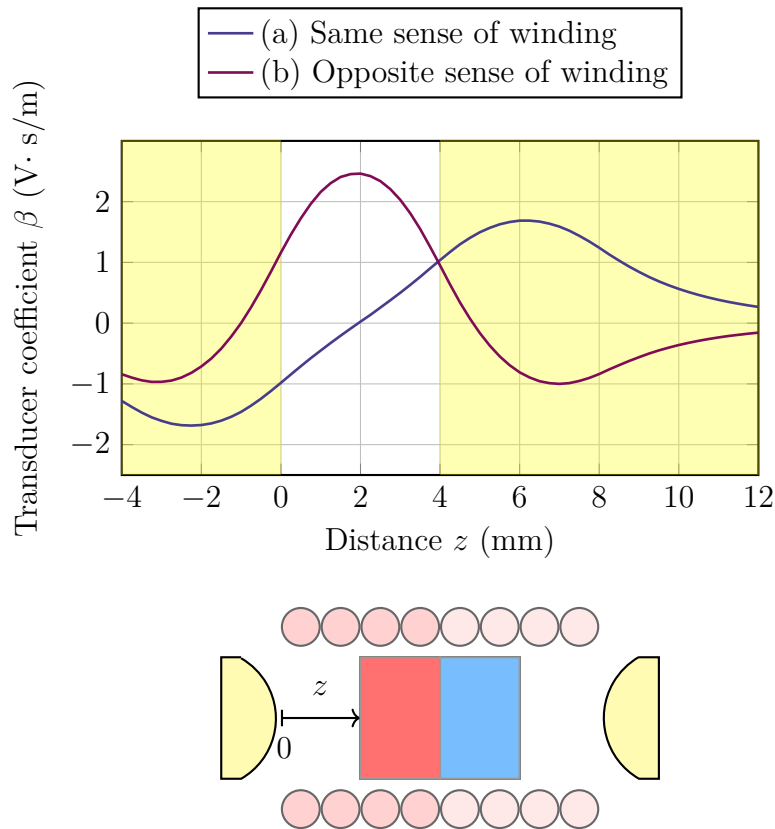 (a) Same sense of winding
(b) Opposite sense of winding
Transducer coefficient β (V· s/m)
2
1
0
−1
−2
−4 −2 0 2 4 6 8 10 12
Distance z (mm)
z
0